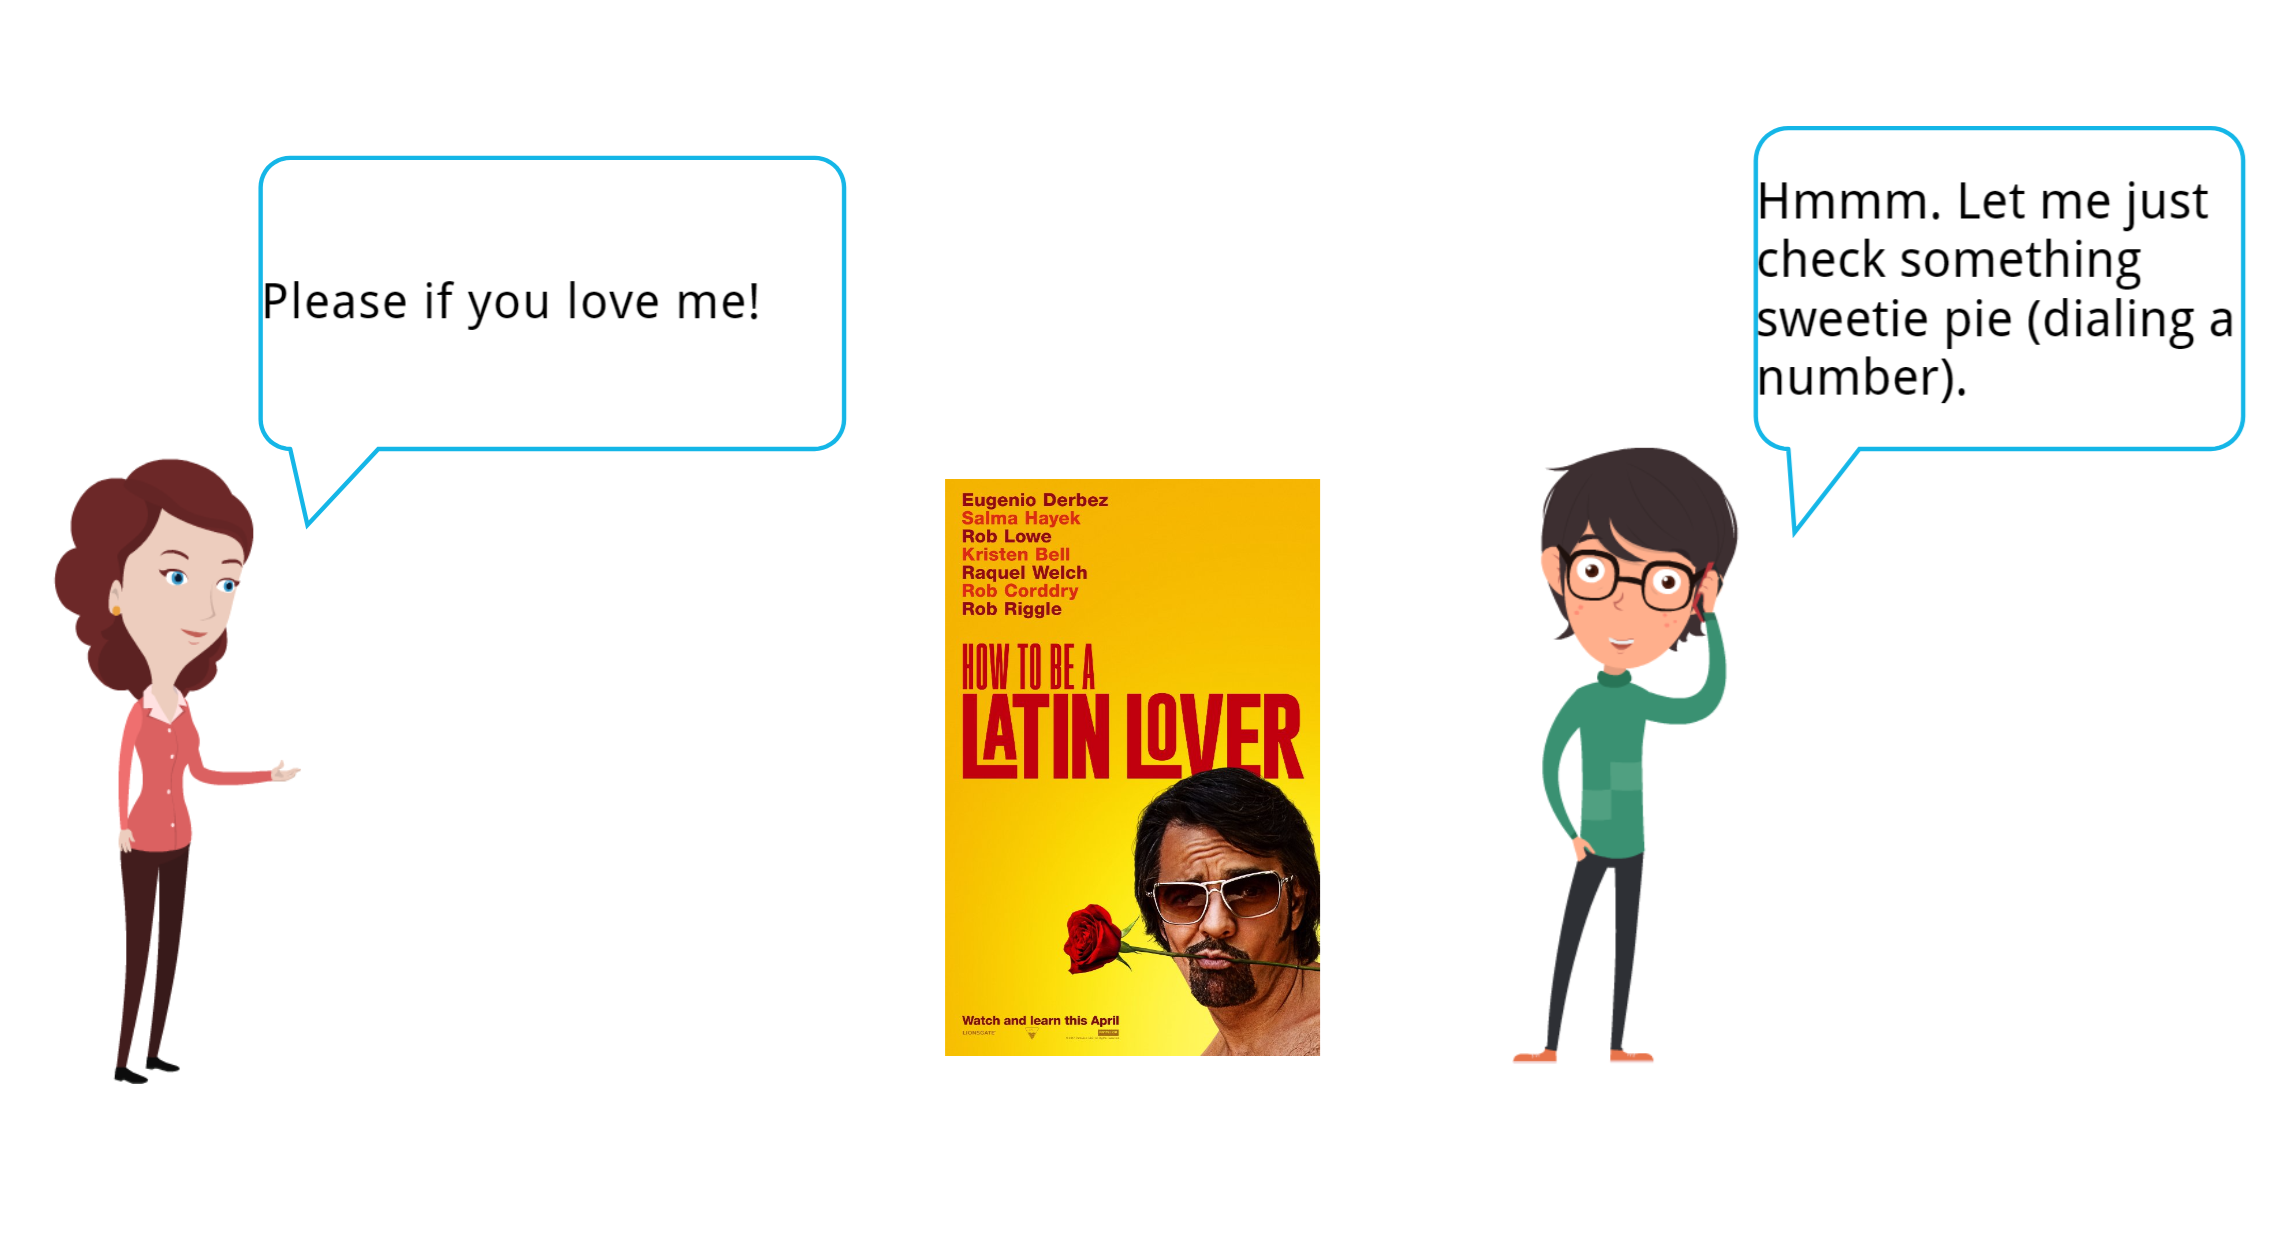 Please if you love me!
Hmmm. Let me just
check something
sweetie pie (dialing a
number).
Eugenio Derbez
Salma Hayek
Rob Lowe
Kristen Bell
Raquel Welch
Rob Corddry
Rob Riggle
HOW TO BE A
LATIN LOVER
Watch and learn this April
LIONSGATE